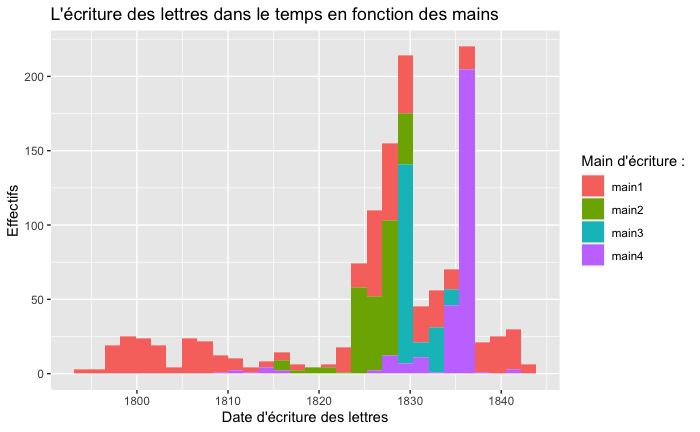 L'écriture des lettres dans le temps en fonction des mains
Effectifs
200
150
100
50
0
1800
1810
1820
1830
1840
Date d'écriture des lettres
Main d'écriture :
main1
main2
main3
main4